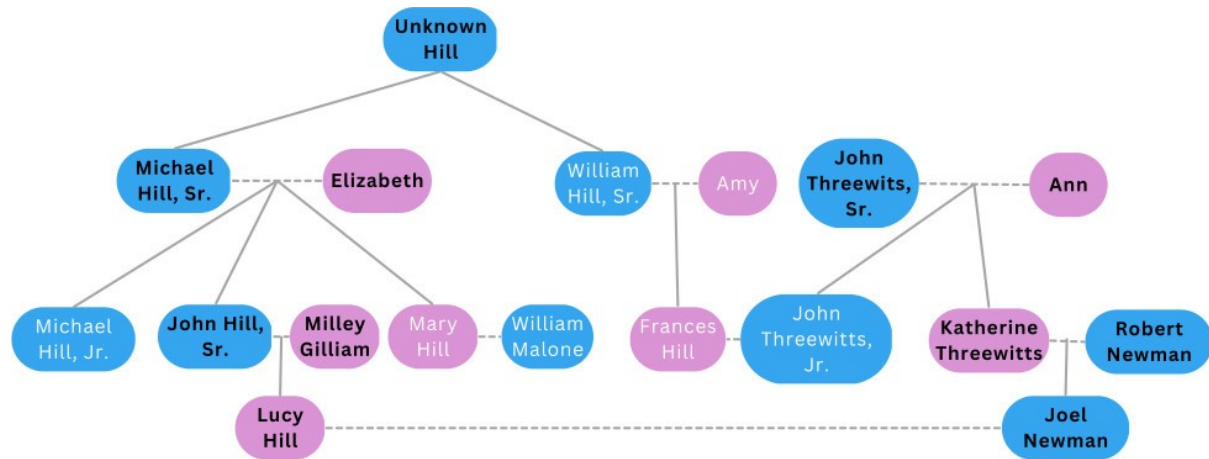 Unknown
Hill
Michael
Hill, Sr.
Elizabeth
William
Hill, Sr.
Amy
John
Threewits,
Sr.
Ann
Michael
Hill, Jr.
John Hill,
Sr.
Milley
Gilliam
Mary
Hill
William
Malone
Frances
Hill
John
Threewitts,
Jr.
Katherine
Threewitts
Robert
Newman
Lucy
Hill
Joel
Newman